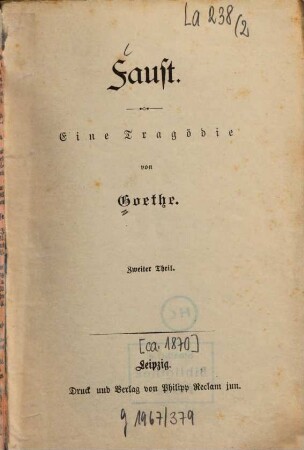 La 238/2
Faust.
Eine Tragödie
von
Goethe.
Zweiter Theil.
[ca. 1870]
Leipzig.
Druck und Verlag von Philipp Reclam jun.
g 1967/379